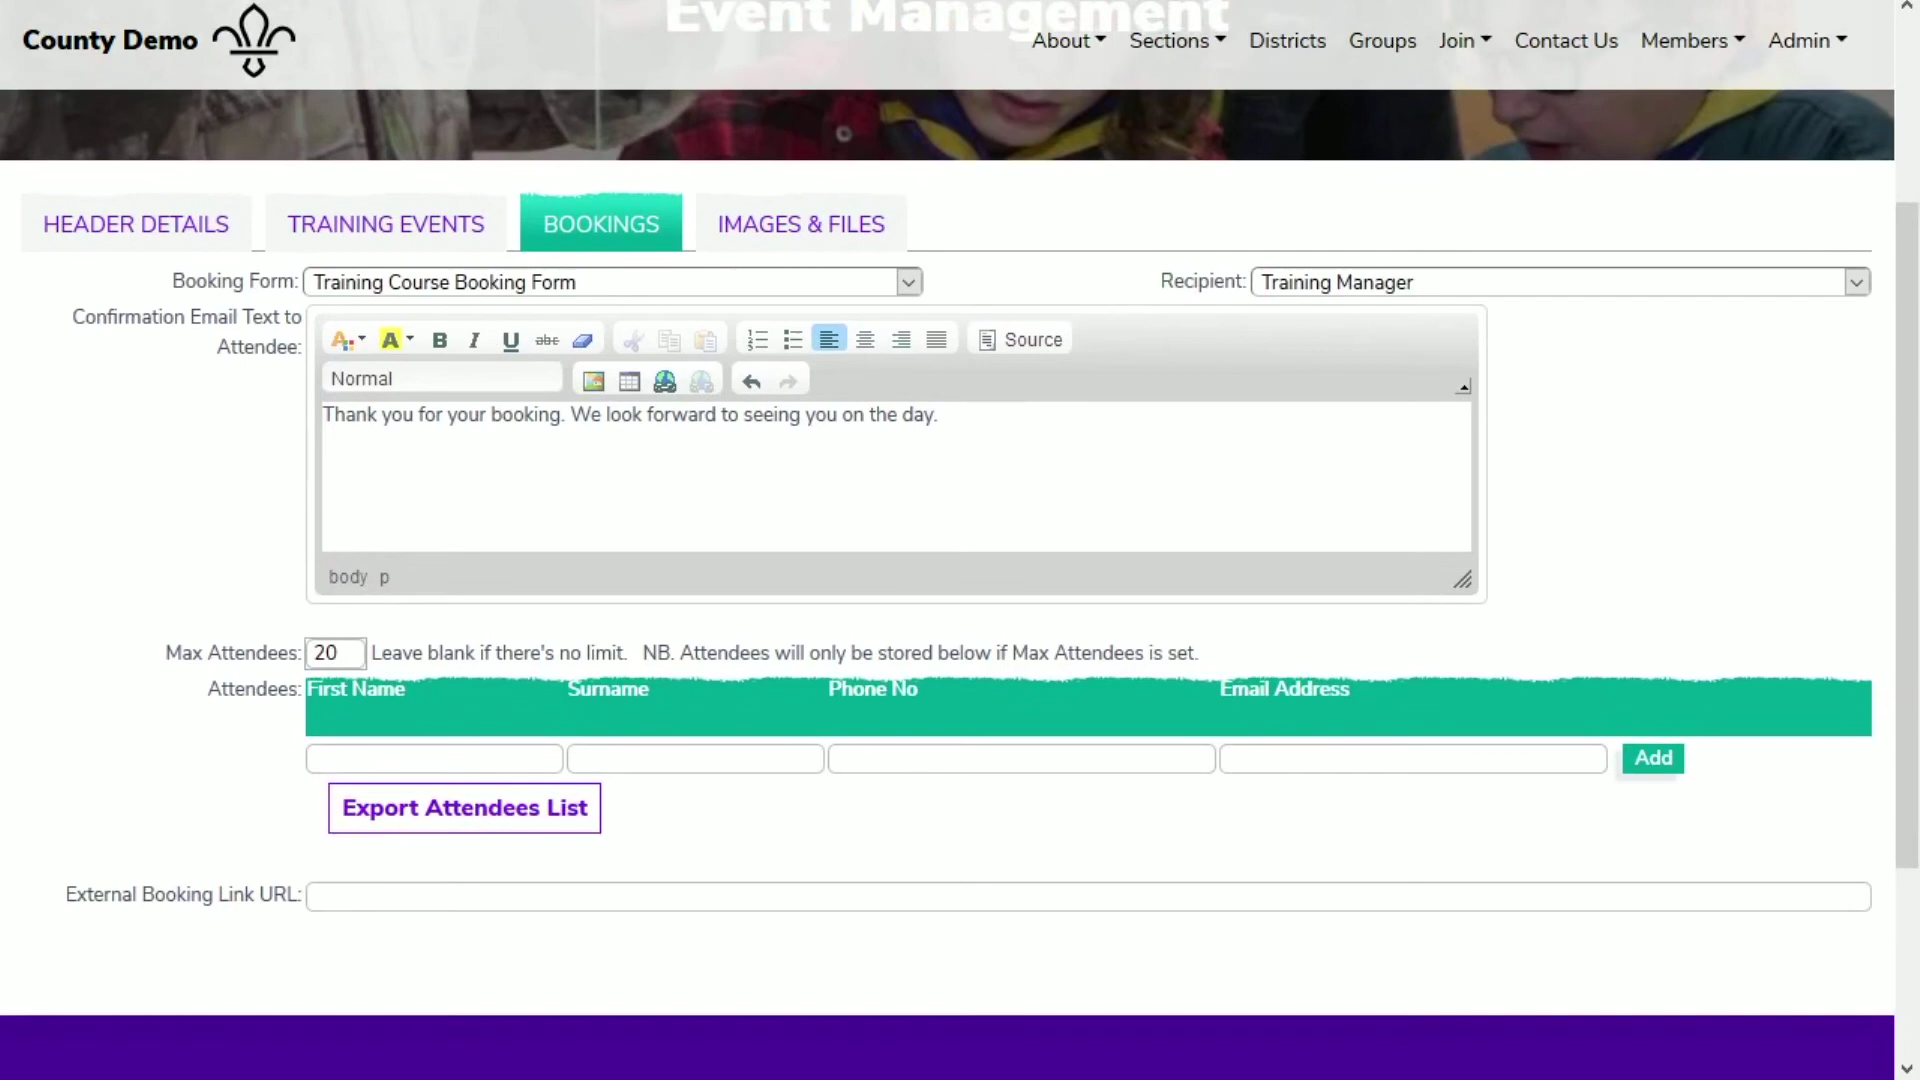 Event Management
County Demo
About Sections Districts Groups Join Contact Us Members Admin
HEADER DETAILS TRAINING EVENTS BOOKINGS IMAGES & FILES
Booking Form: Training Course Booking Form Recipient: Training Manager
Confirmation Email Text to
Attendee:
A A B I U abc Source
Normal
Thank you for your booking. We look forward to seeing you on the day.
body p
Max Attendees: 20 Leave blank if there's no limit. NB. Attendees will only be stored below if Max Attendees is set.
Attendees: First Name Surname Phone No Email Address
Add
Export Attendees List
External Booking Link URL: